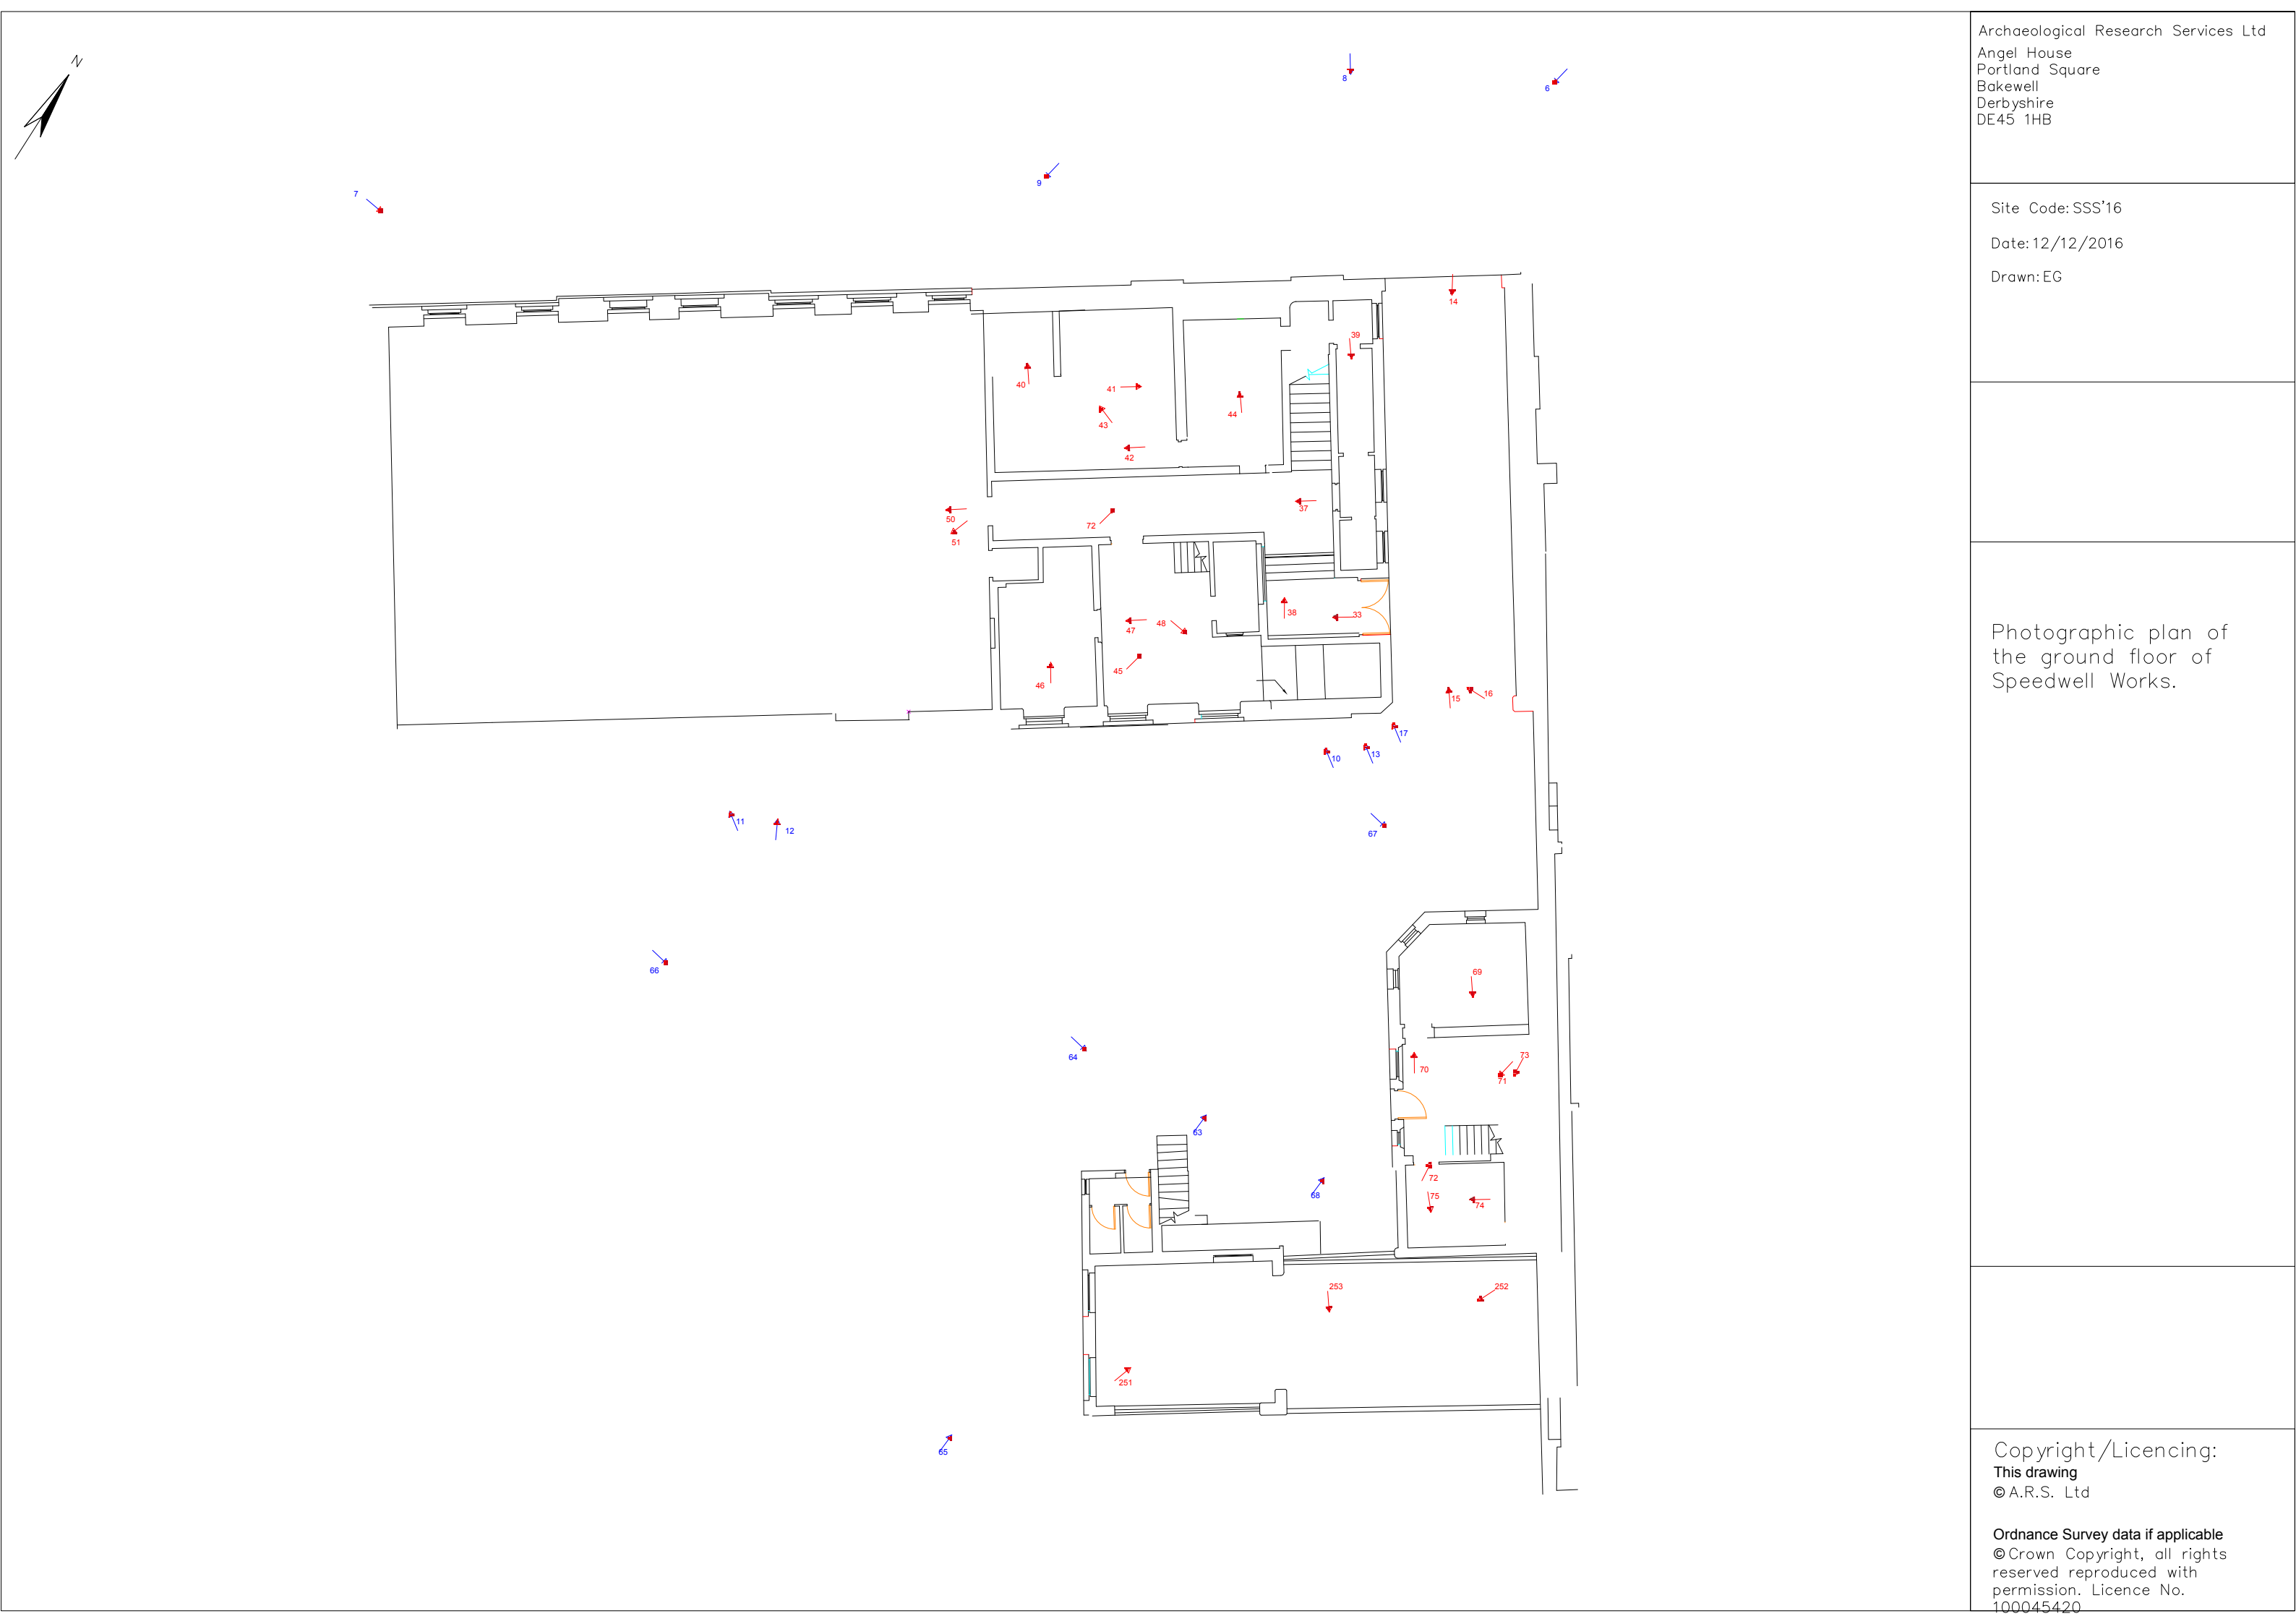 N
8
6
9
7
14
39
40
41
43
44
42
37
50
72
51
38
33
47
48
45
46
15
16
17
10
13
11
12
67
66
69
64
70
73
71
63
72
68
75
74
253
252
251
65
Archaeological Research Services Ltd
Angel House
Portland Square
Bakewell
Derbyshire
DE45 1HB
Site Code: SSS'16
Date: 12/12/2016
Drawn: EG
Photographic plan of
the ground floor of
Speedwell Works.
Copyright/Licencing:
This drawing
© A.R.S. Ltd
Ordnance Survey data if applicable
© Crown Copyright, all rights
reserved reproduced with
permission. Licence No.
100045420